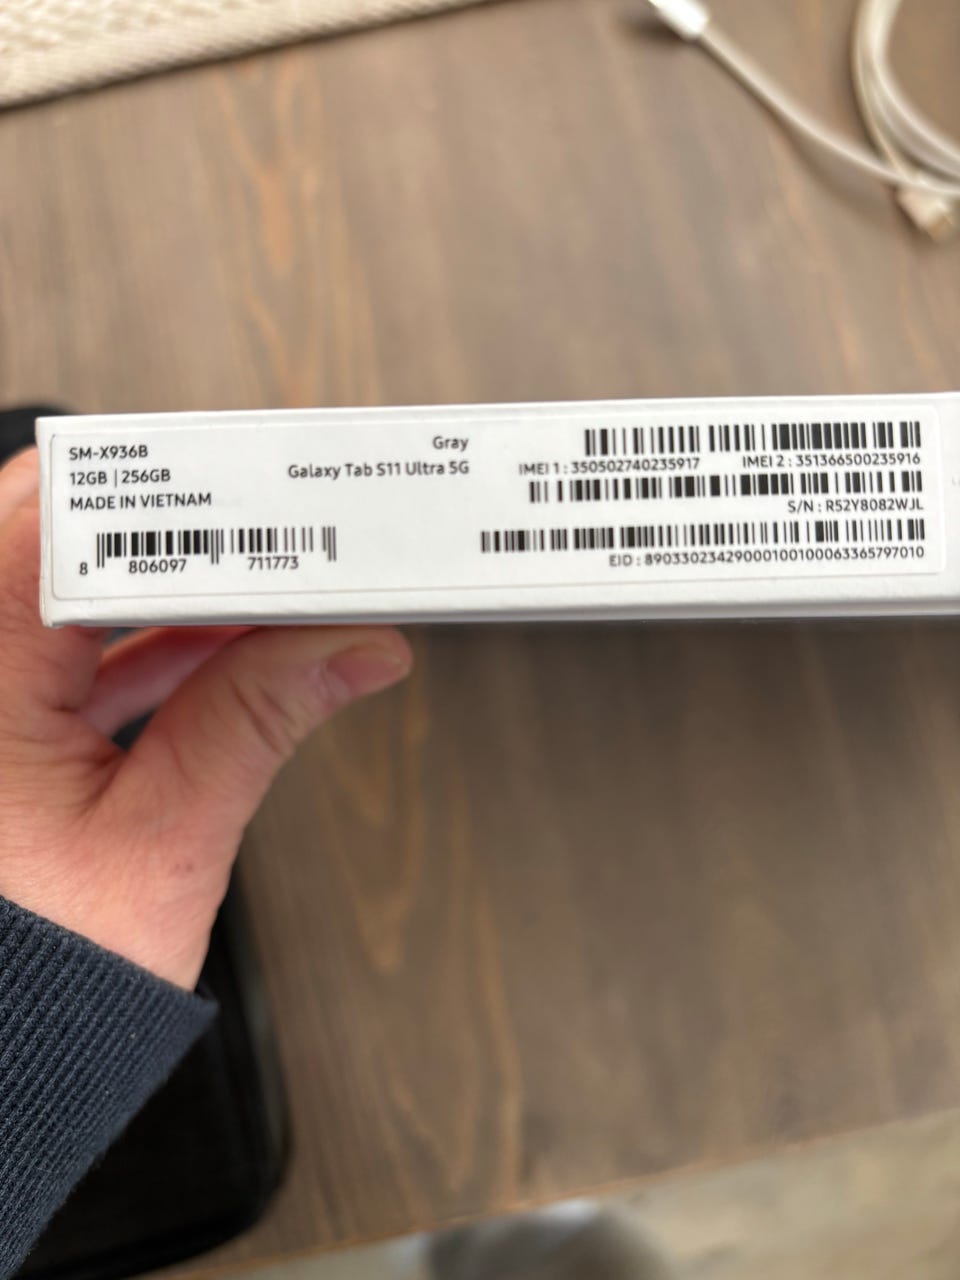 SM-X936B
12GB | 256GB
MADE IN VIETNAM
8 806097 711773
Gray
Galaxy Tab S11 Ultra 5G
IMEI 1 : 350502740235917 IMEI 2 : 351366500235916
S/N : R52Y8082WJL
EID : 890330234290000100100063365797010